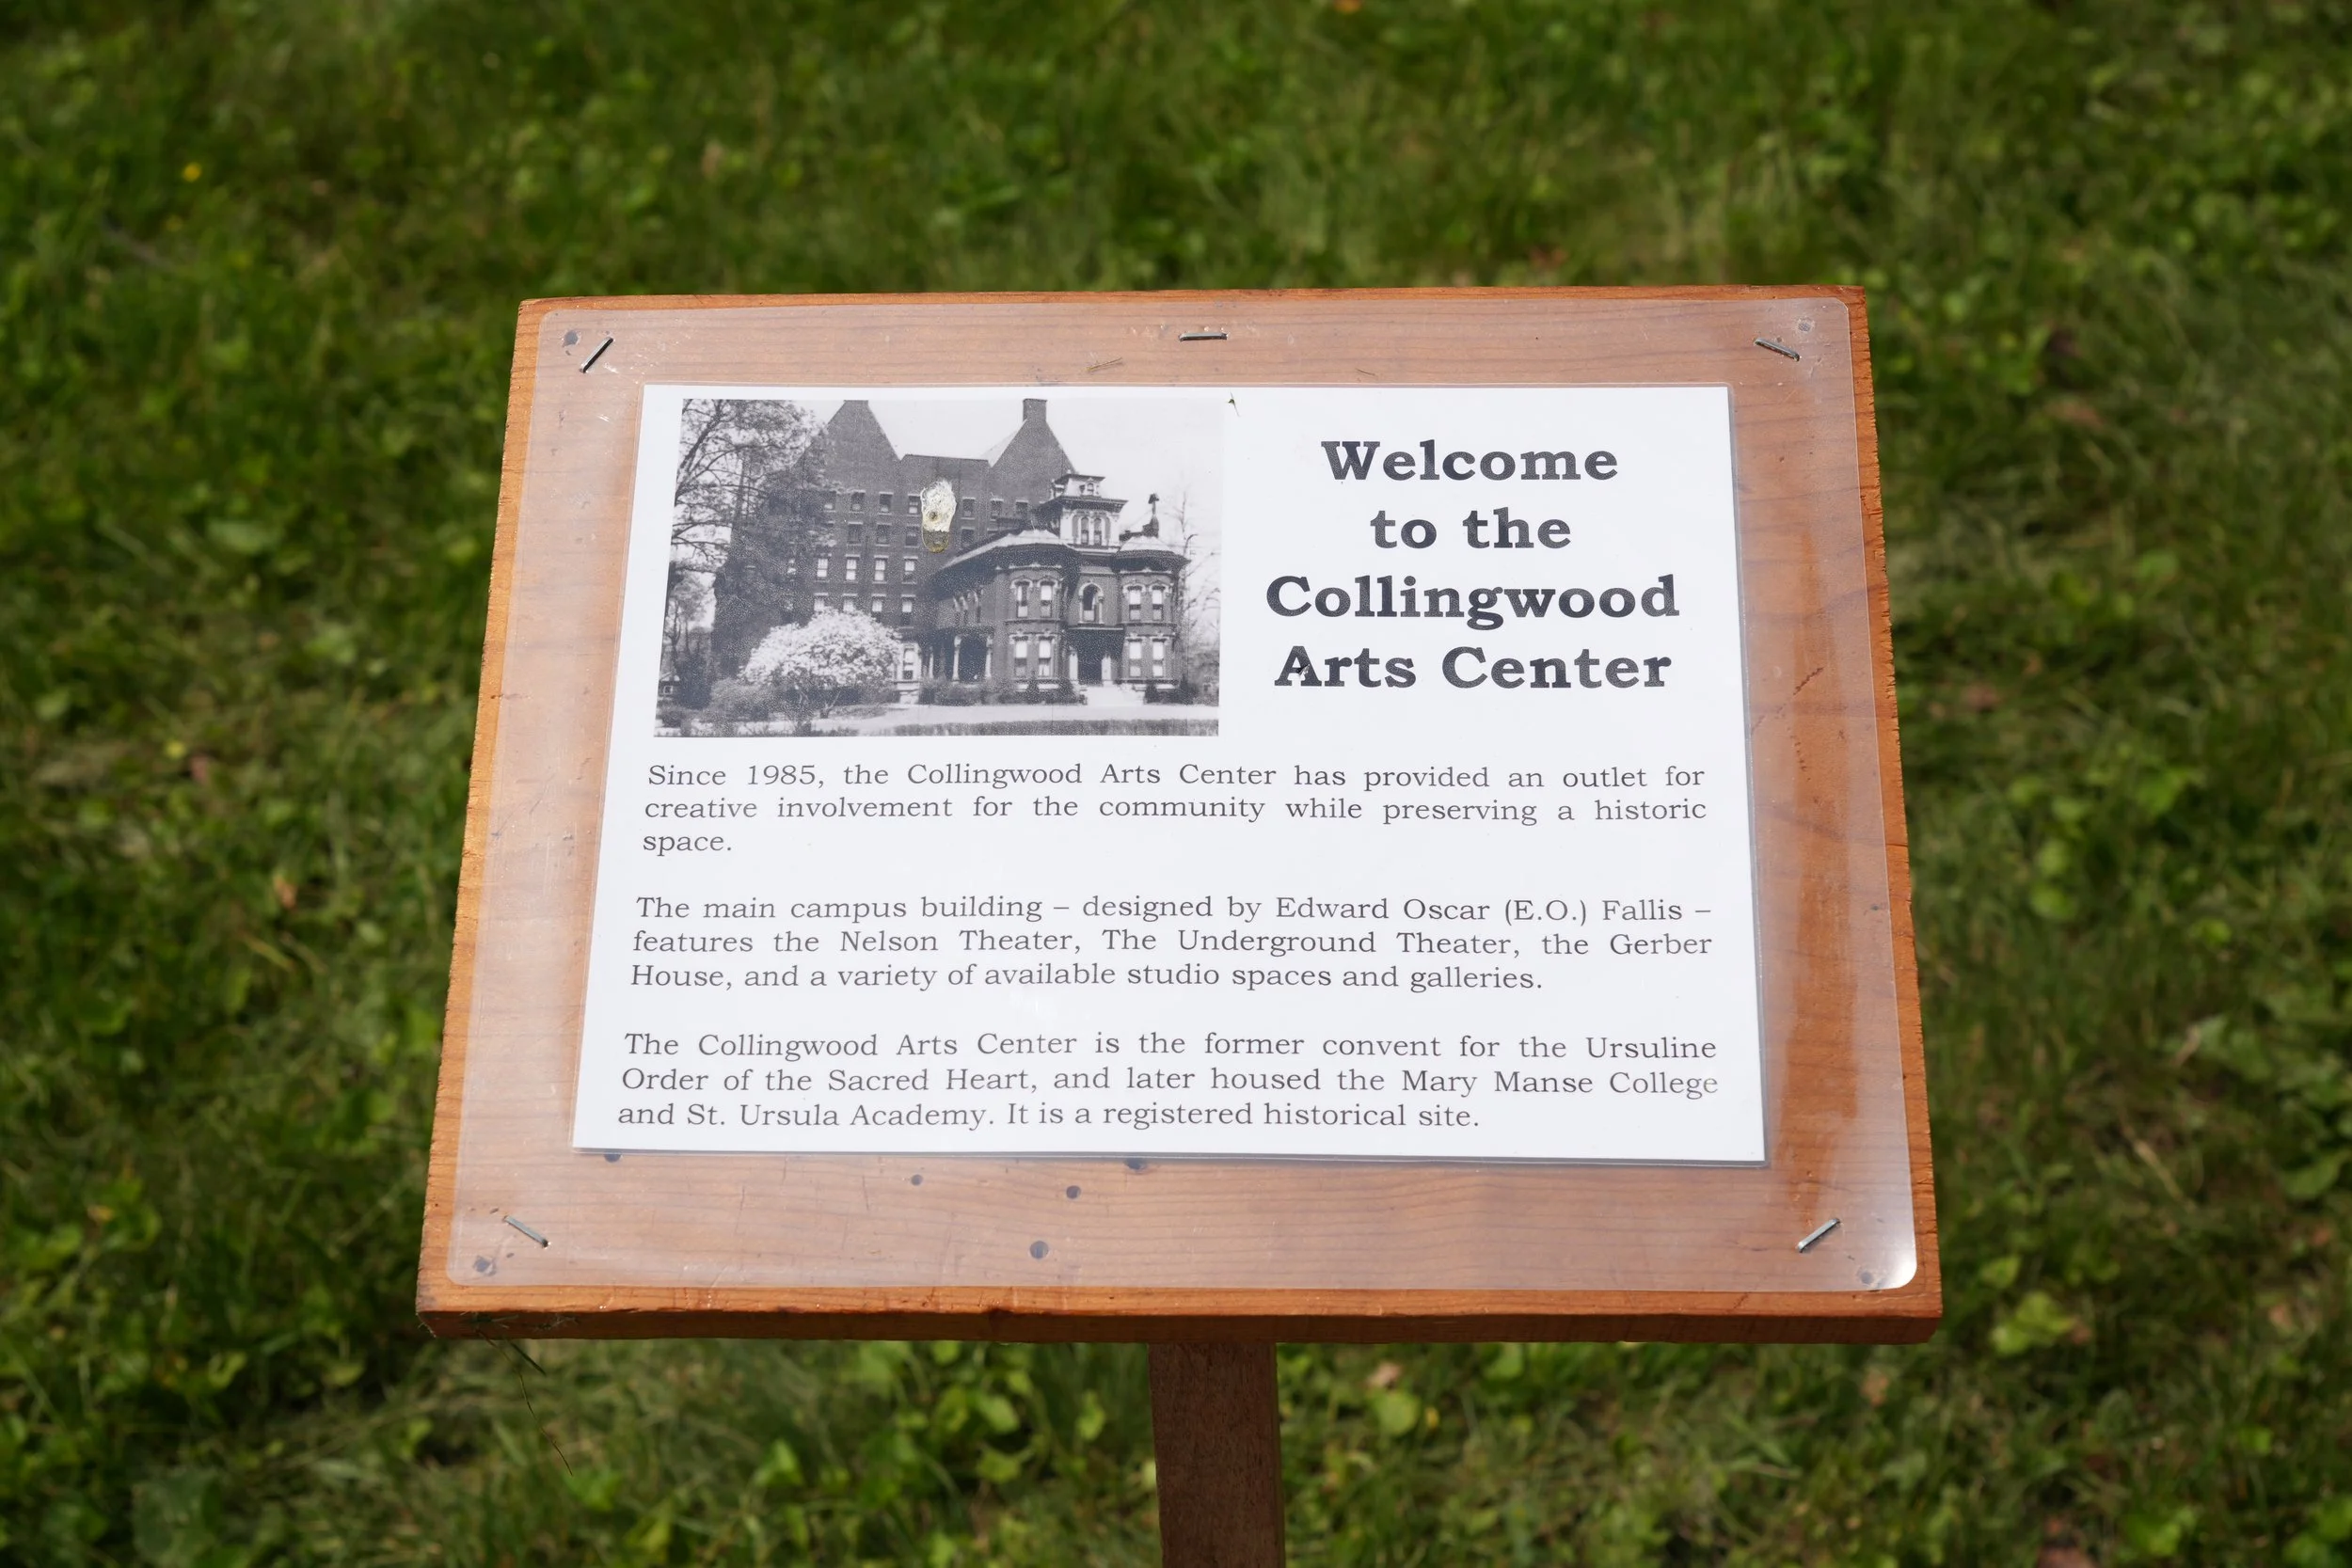 Welcome
to the
Collingwood
Arts Center
Since 1985, the Collingwood Arts Center has provided an outlet for
creative involvement for the community while preserving a historic
space.
The main campus building – designed by Edward Oscar (E.O.) Fallis –
features the Nelson Theater, The Underground Theater, the Gerber
House, and a variety of available studio spaces and galleries.
The Collingwood Arts Center is the former convent for the Ursuline
Order of the Sacred Heart, and later housed the Mary Manse College
and St. Ursula Academy. It is a registered historical site.